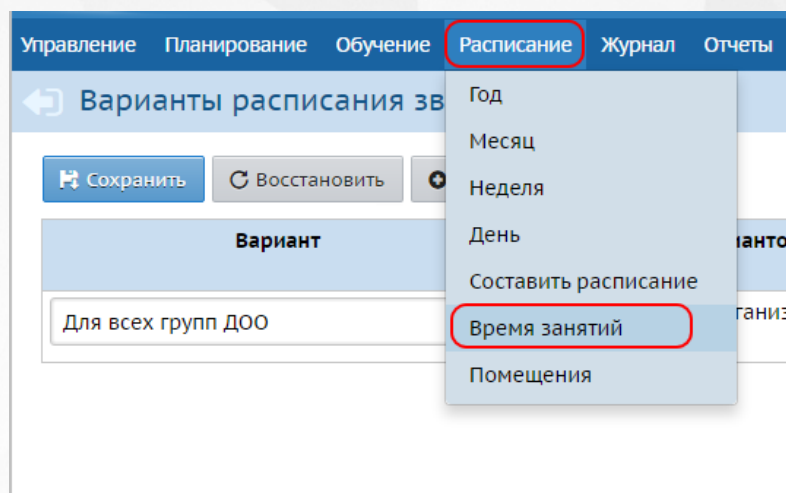 Управление Планирование Обучение Расписание Журнал Отчеты
Варианты расписания зв
Сохранить Восстановить
Вариант
Для всех групп ДОО
Год
Месяц
Неделя
День
Составить расписание
Время занятий
Помещения